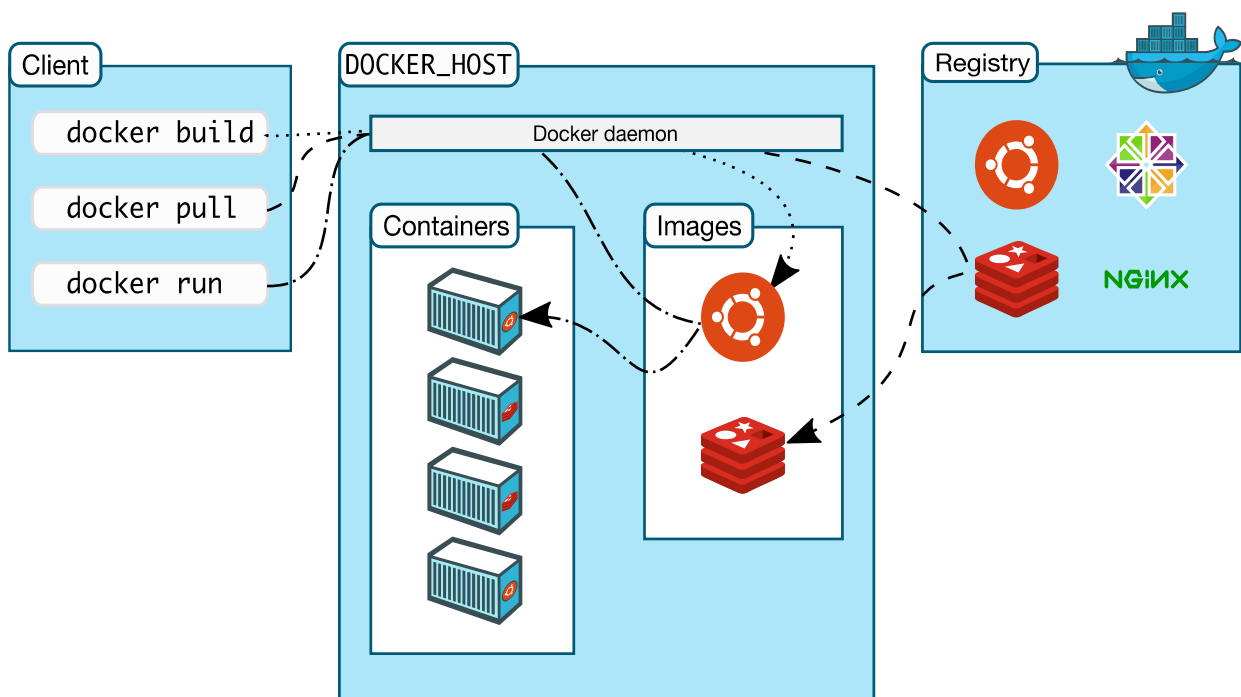 Client
docker build
docker pull
docker run
DOCKER_HOST
Docker daemon
Containers
Images
Registry
NGiNX